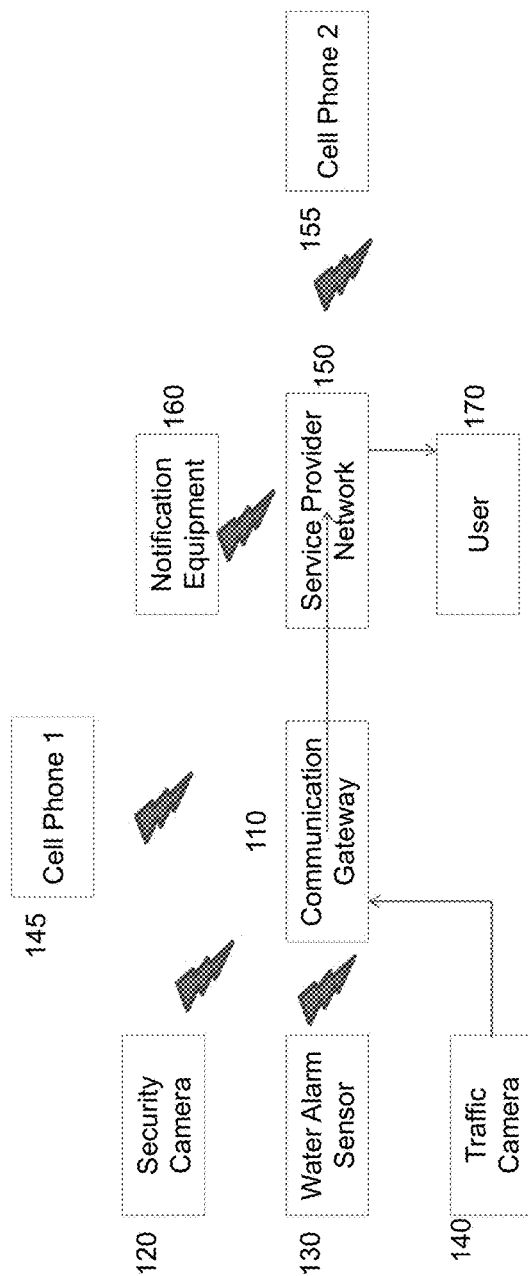 145
Cell Phone 1
120
Security
Camera
160
Notification
Equipment
110
130
Water Alarm
Sensor
Communication
Gateway
150
Service Provider
Network
155
Cell Phone 2
140
Traffic
Camera
170
User